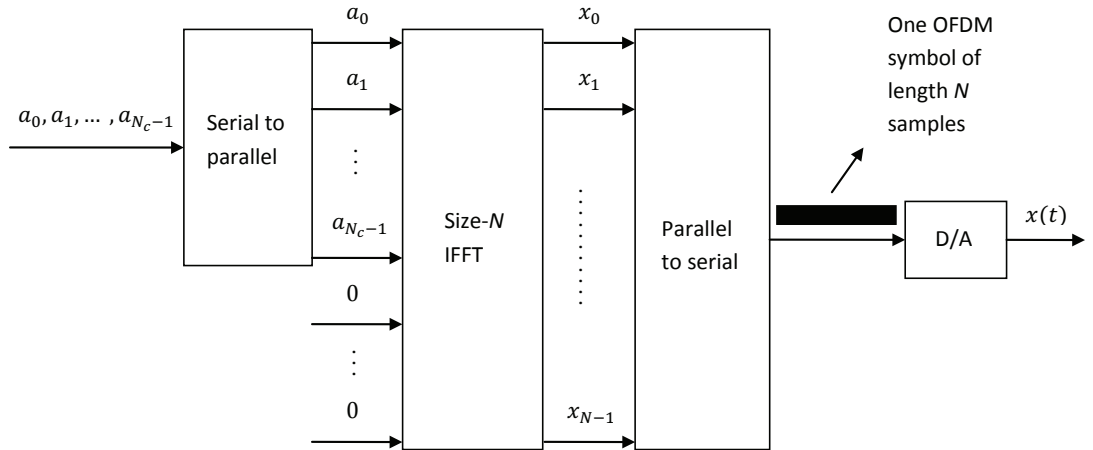 a_0, a_1, … , a_{N_c−1}
Serial to
parallel
a_0
a_1
⋮
a_{N_c−1}
0
⋮
0
Size-N
IFFT
x_0
x_1
x_{N−1}
Parallel
to serial
One OFDM
symbol of
length N
samples
D/A
x(t)